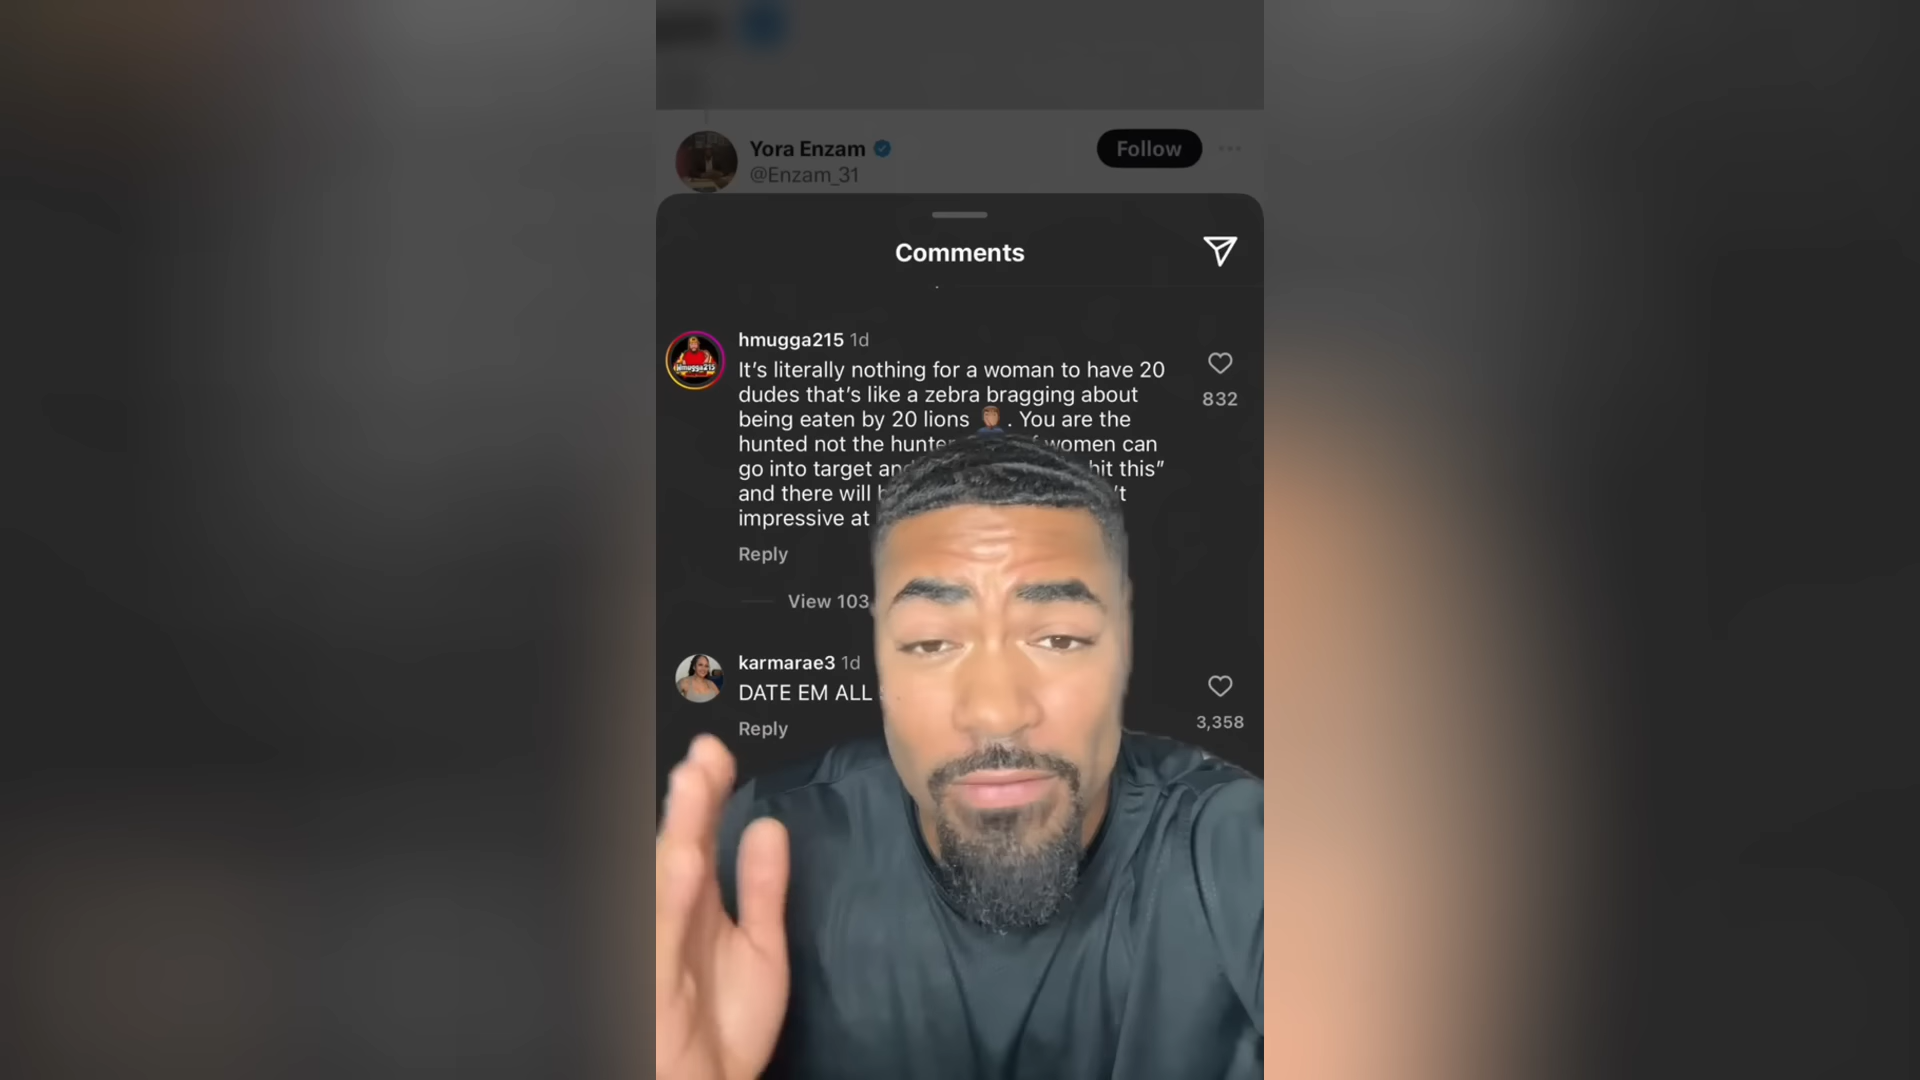 Yora Enzam
@Enzam_31
Follow
Comments
hmugga215 1d
It's literally nothing for a woman to have 20
dudes that's like a zebra bragging about
being eaten by 20 lions 🤷🏽‍♂️. You are the
hunted not the women can
go into target and hit this”
and there will
impressive at
832
Reply
View 103
karmarae3 1d
DATE EM ALL
3,358
Reply